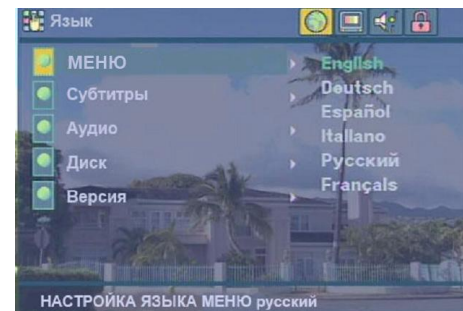 Язык
МЕНЮ
Субтитры
Аудио
Диск
Версия
English
Deutsch
Español
Italiano
Русский
Français
НАСТРОЙКА ЯЗЫКА МЕНЮ русский